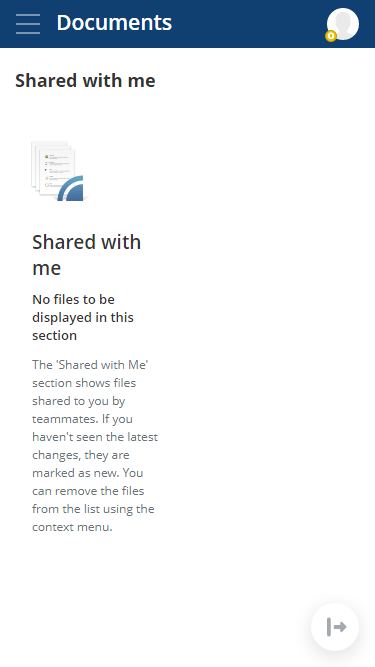 Documents
Shared with me
Shared with
me
No files to be
displayed in this
section
The 'Shared with Me'
section shows files
shared to you by
teammates. If you
haven't seen the latest
changes, they are
marked as new. You
can remove the files
from the list using the
context menu.